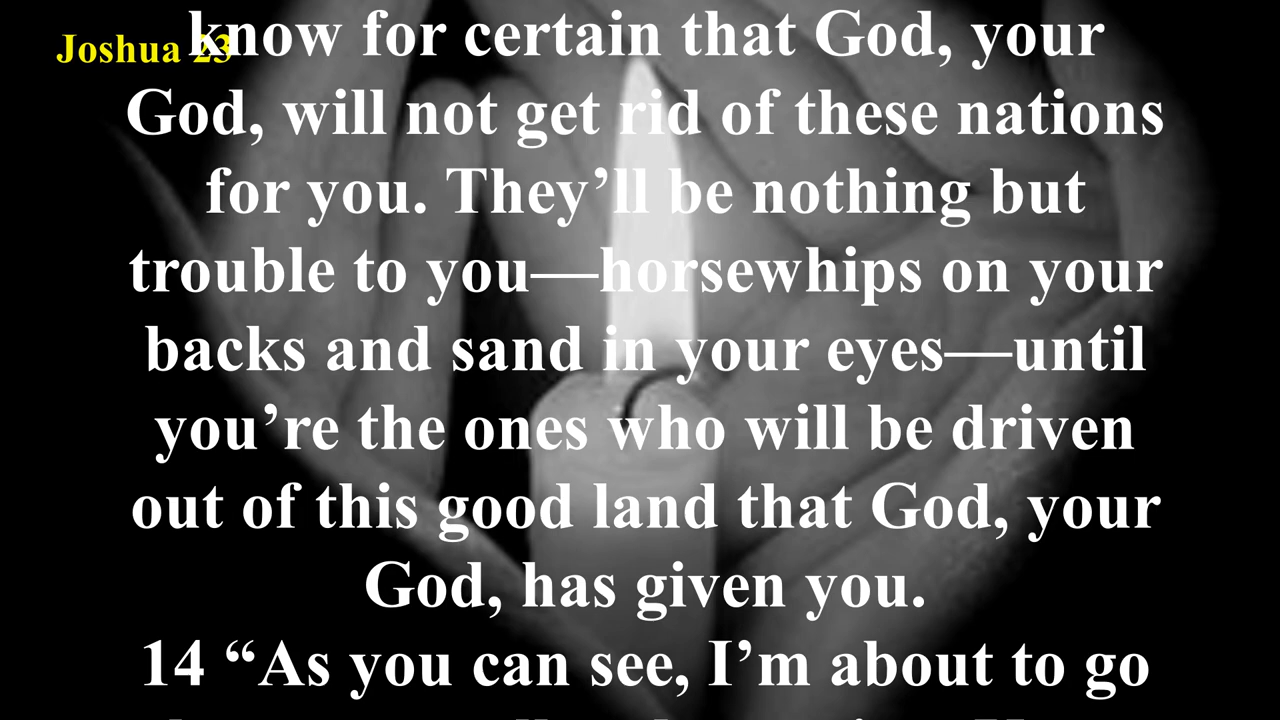 Joshua 23
know for certain that God, your
God, will not get rid of these nations
for you. They’ll be nothing but
trouble to you—horsewhips on your
backs and sand in your eyes—until
you’re the ones who will be driven
out of this good land that God, your
God, has given you.
14 “As you can see, I’m about to go